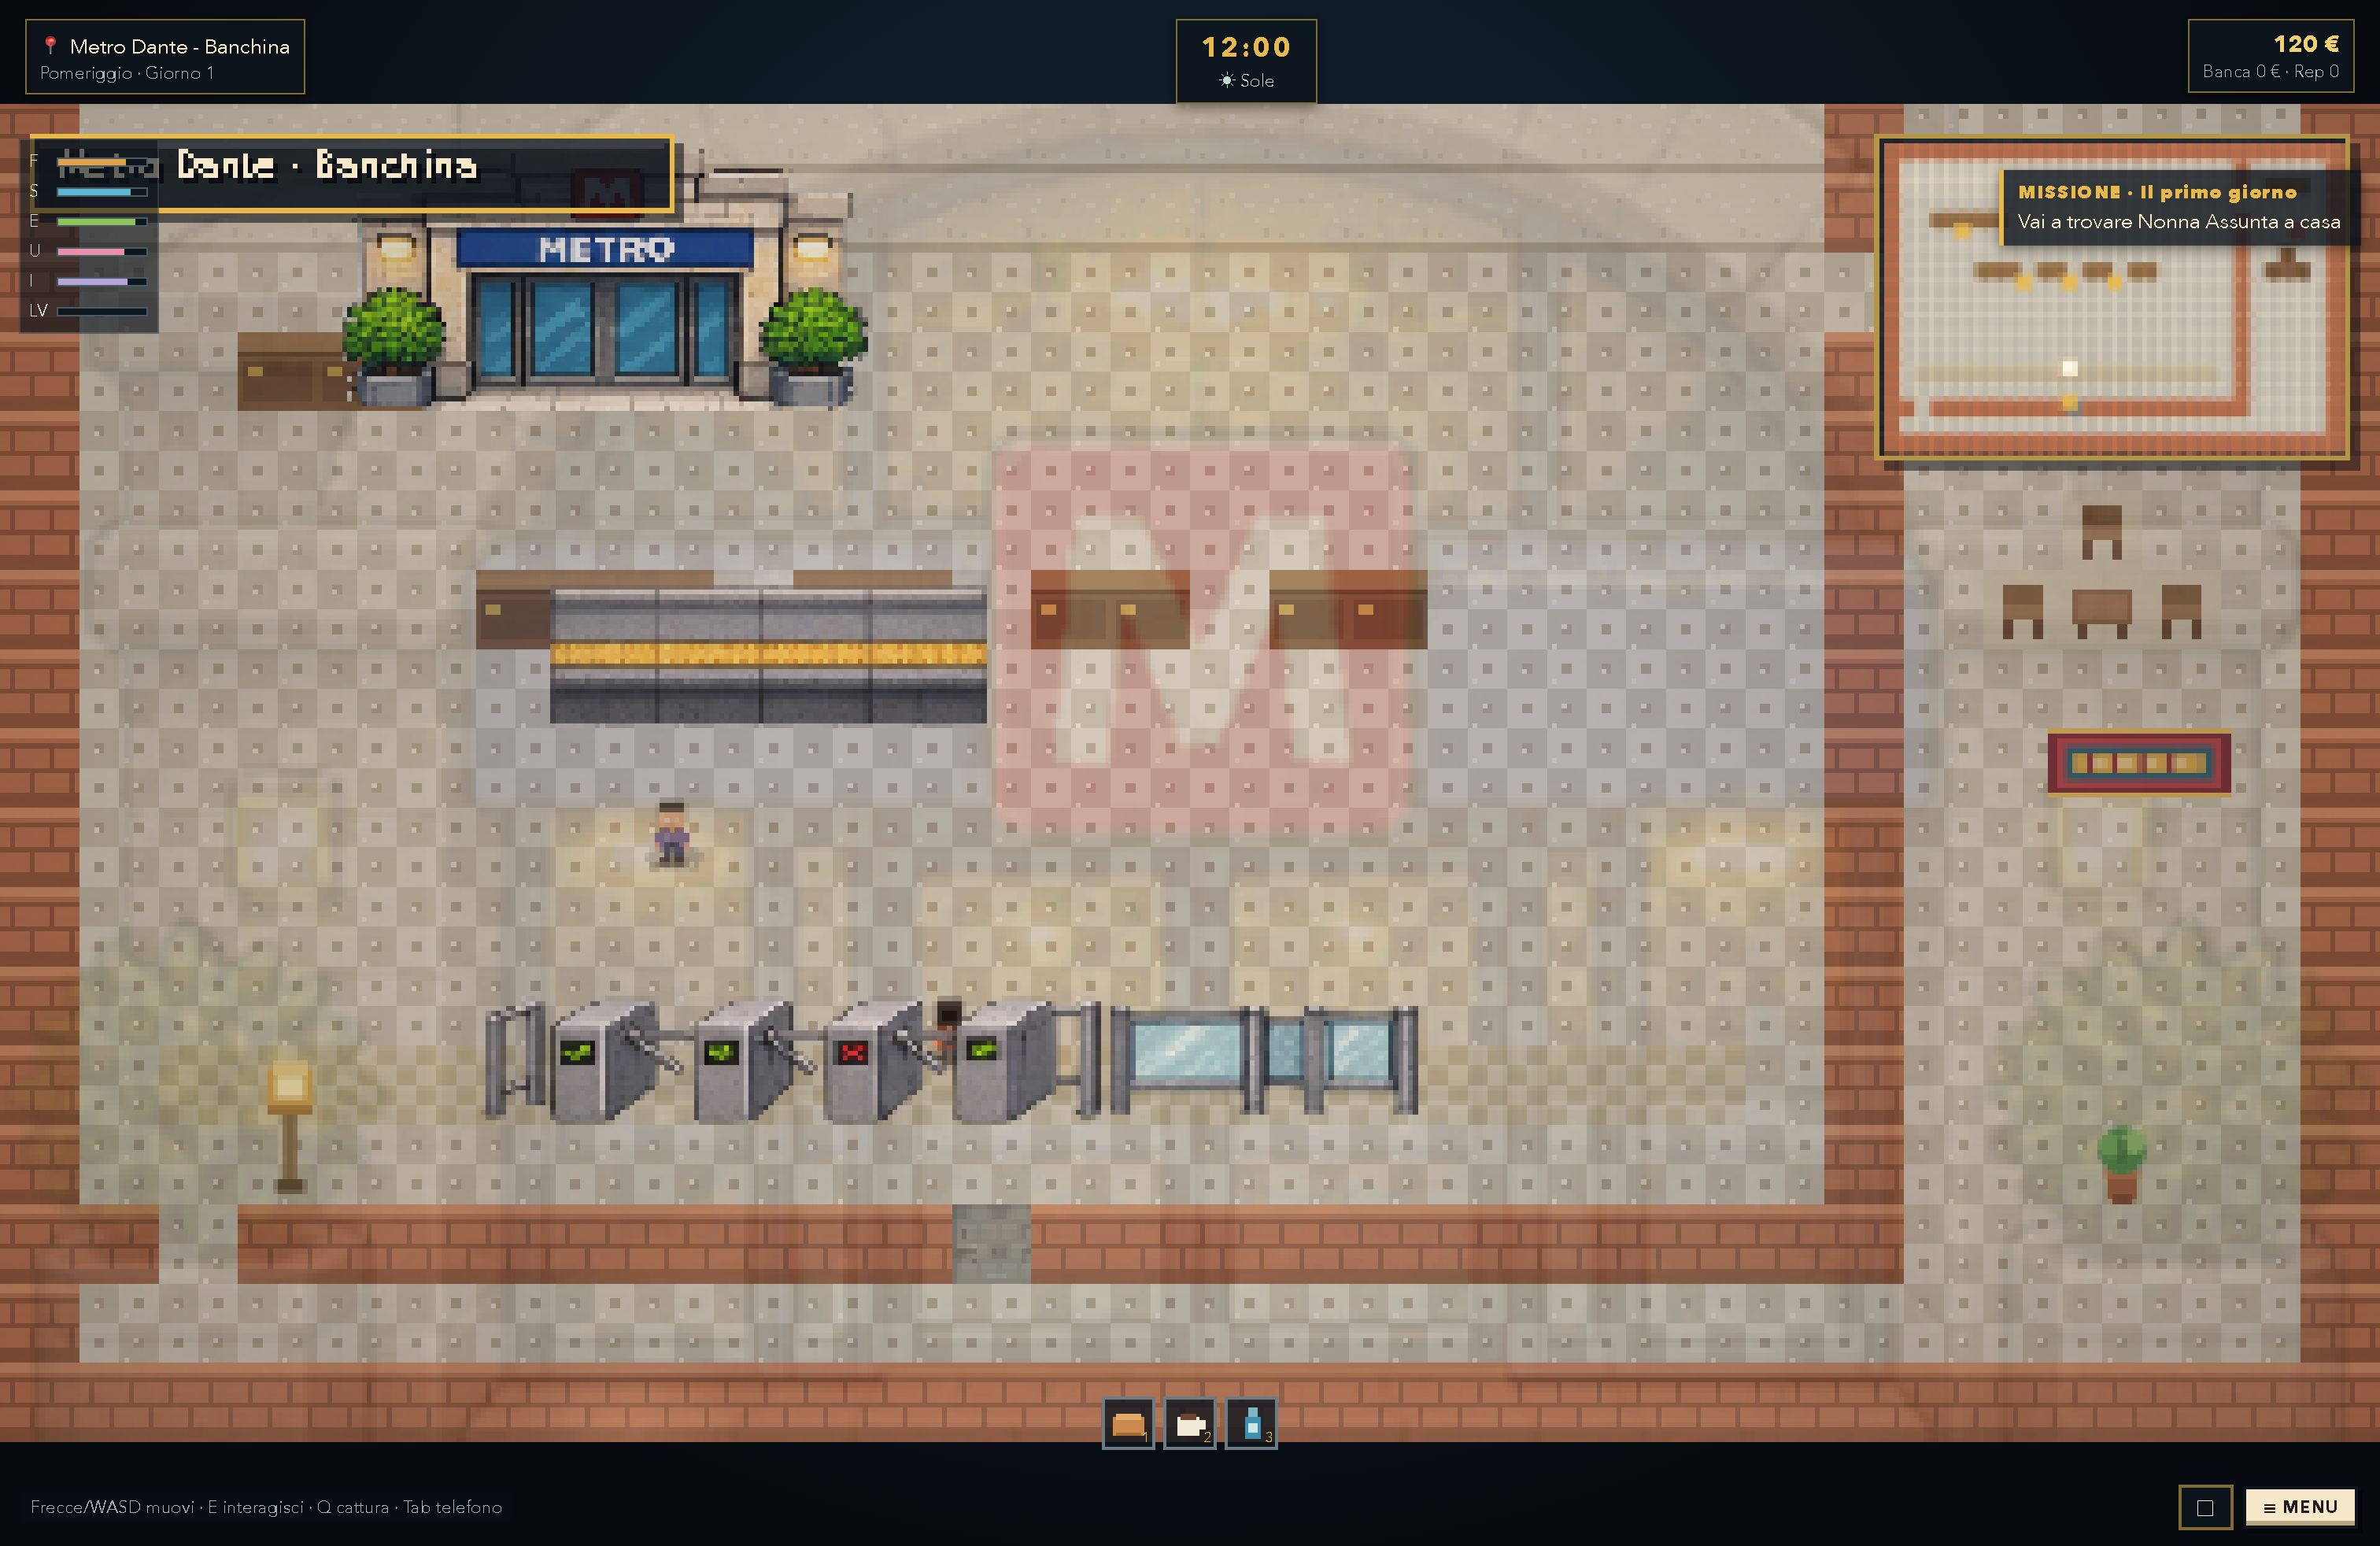 📍 Metro Dante - Banchina
Pomeriggio · Giorno 1
12:00
☀ Sole
120 €
Banca 0 € · Rep 0
Metro Dante · Banchina
F
S
E
U
I
LV
M
METRO
MISSIONE · Il primo giorno
Vai a trovare Nonna Assunta a casa
M
1
2
3
Frecce/WASD muovi · E interagisci · Q cattura · Tab telefono
≡ MENU